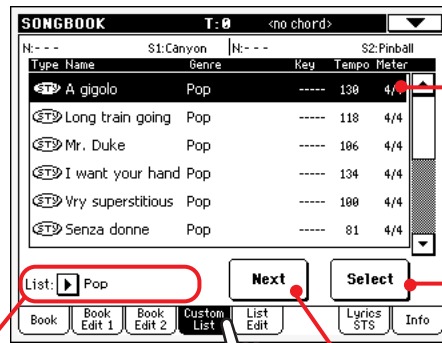 SONGBOOK T:0 <no chord>
N:--- S1:Canyon N:--- S2:Pinball
Type Name Genre Key Tempo Meter
STY A gigolo Pop ----- 130 4/4
STY Long train going Pop ----- 118 4/4
STY Mr. Duke Pop ----- 106 4/4
STY I want your hand Pop ----- 134 4/4
STY Vry superstitious Pop ----- 100 4/4
STY Senza donne Pop ----- 81 4/4
List: Pop Next Select
Book Book Edit 1 Book Edit 2 Custom List List Edit Lyrics STS Info